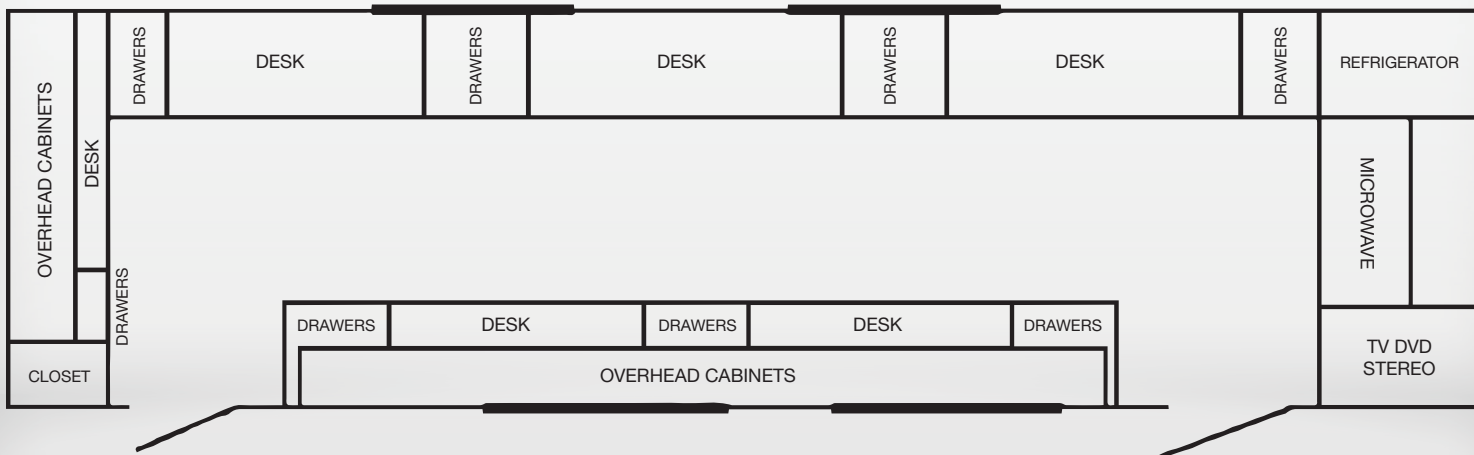 OVERHEAD CABINETS
DESK
DRAWERS
CLOSET
DRAWERS
DESK
DRAWERS
DESK
DRAWERS
DESK
DRAWERS
REFRIGERATOR
MICROWAVE
TV DVD
STEREO
DRAWERS
DESK
DRAWERS
DESK
DRAWERS
OVERHEAD CABINETS